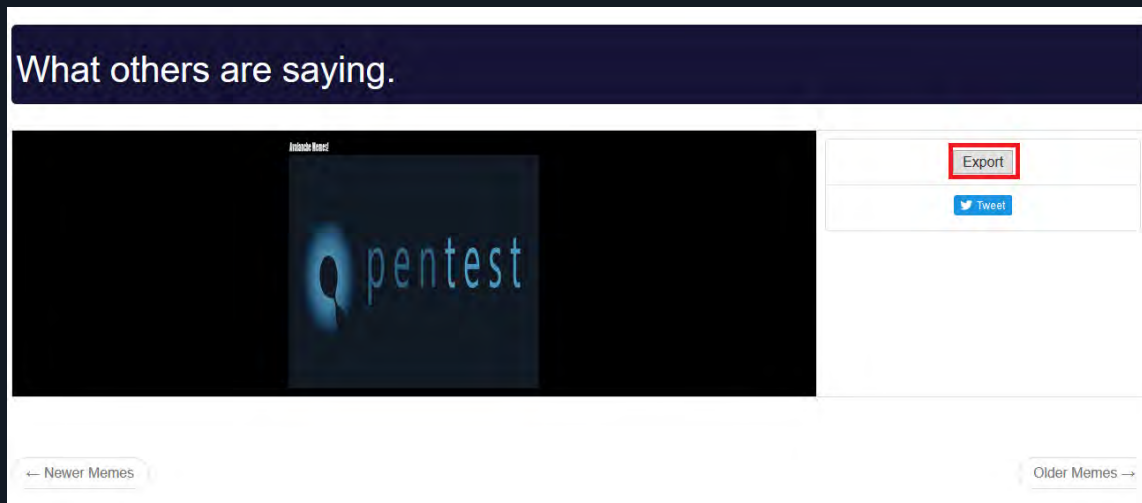 What others are saying.
Avalanche Memes!
pentest
Export
Tweet
← Newer Memes
Older Memes →